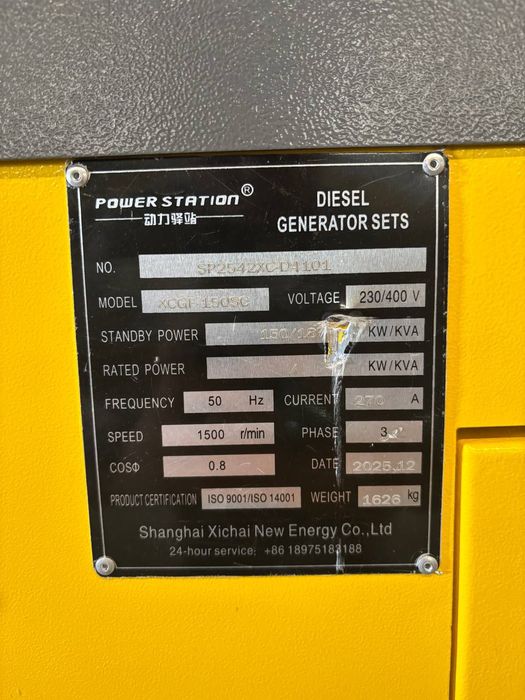 POWER STATION®
动力驿站
DIESEL
GENERATOR SETS
NO. SP2542XCD4101
MODEL XCGF-150SC VOLTAGE 230/400 V
STANDBY POWER KW/KVA
RATED POWER KW/KVA
FREQUENCY 50 Hz CURRENT 270 A
SPEED 1500 r/min PHASE 3
COSΦ 0.8 DATE 2025.12
PRODUCT CERTIFICATION ISO 9001/ISO 14001 WEIGHT 1626 kg
Shanghai Xichai New Energy Co.,Ltd
24-hour service: +86 18975183188